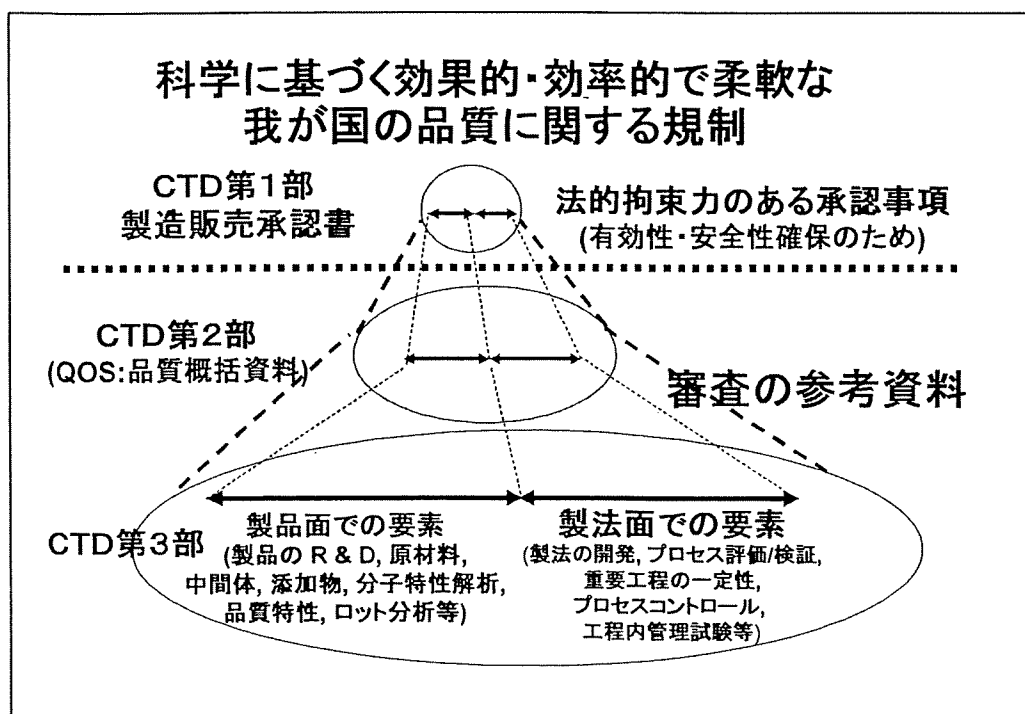 科学に基づく効果的・効率的で柔軟な
我が国の品質に関する規制
CTD第1部
製造販売承認書
法的拘束力のある承認事項
(有効性・安全性確保のため)
CTD第2部
(QOS:品質概括資料)
審査の参考資料
CTD第3部
製品面での要素
(製品のR & D, 原材料,
中間体, 添加物, 分子特性解析,
品質特性, ロット分析等)
製法面での要素
(製法の開発, プロセス評価/検証,
重要工程の一定性,
プロセスコントロール,
工程内管理試験等)